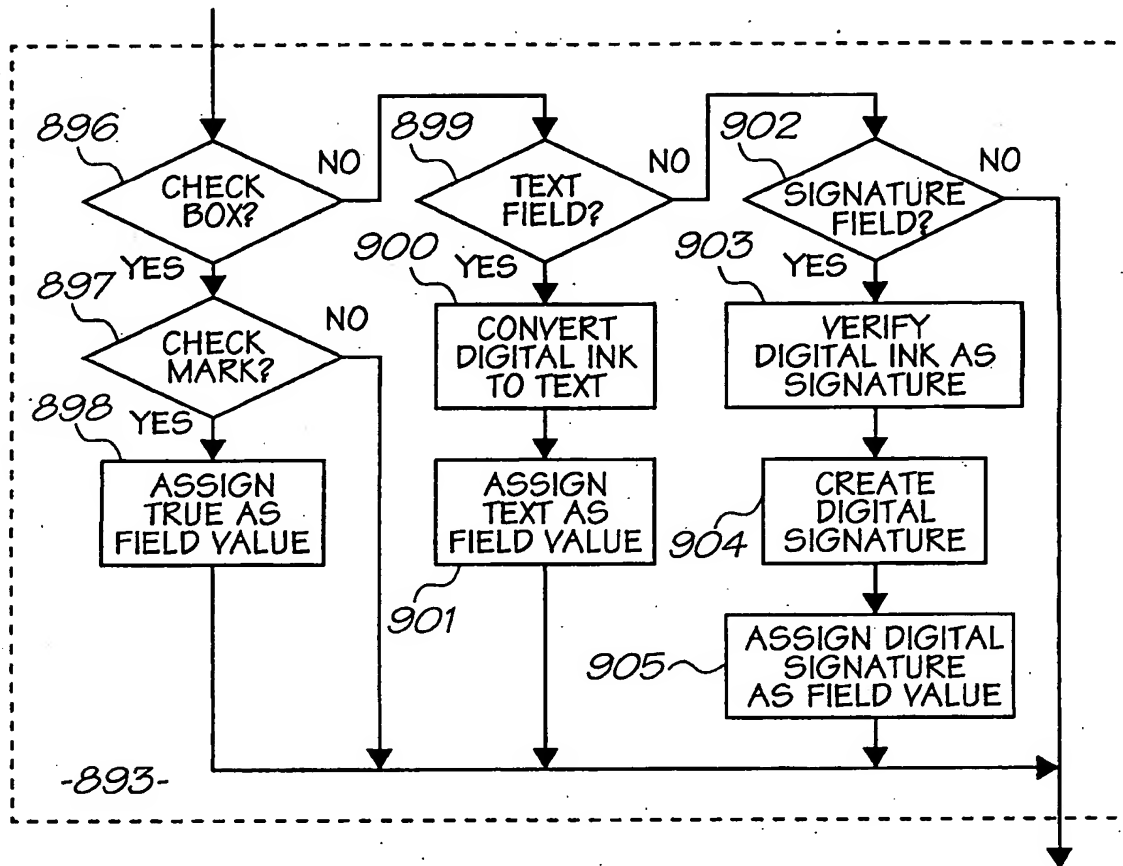 896
CHECK
BOX?
NO
YES
897
CHECK
MARK?
NO
YES
898
ASSIGN
TRUE AS
FIELD VALUE
899
TEXT
FIELD?
NO
YES
900
CONVERT
DIGITAL INK
TO TEXT
ASSIGN
TEXT AS
FIELD VALUE
901
902
SIGNATURE
FIELD?
NO
YES
903
VERIFY
DIGITAL INK AS
SIGNATURE
CREATE
DIGITAL
SIGNATURE
904
ASSIGN DIGITAL
SIGNATURE
AS FIELD VALUE
905
-893-